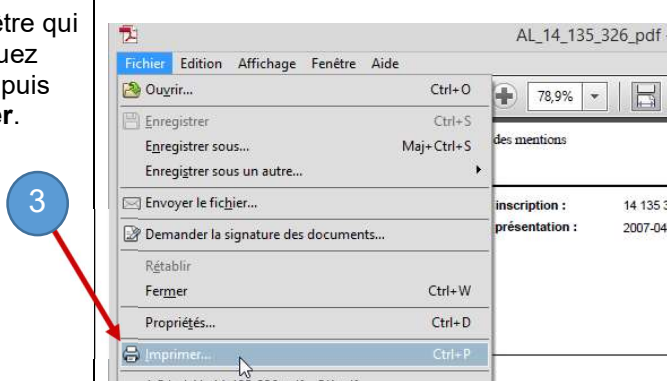 être qui
uez
puis
er.
3
AL_14_135_326_pdf
Fichier Edition Affichage Fenêtre Aide
Ouvrir... Ctrl+O
78,9%
Enregistrer Ctrl+S
des mentions
Enregistrer sous... Maj+Ctrl+S
Enregistrer sous un autre...
Envoyer le fichier...
inscription : 14 135 3
Demander la signature des documents...
présentation : 2007-04
Rétablir
Fermer Ctrl+W
Propriétés... Ctrl+D
Imprimer... Ctrl+P